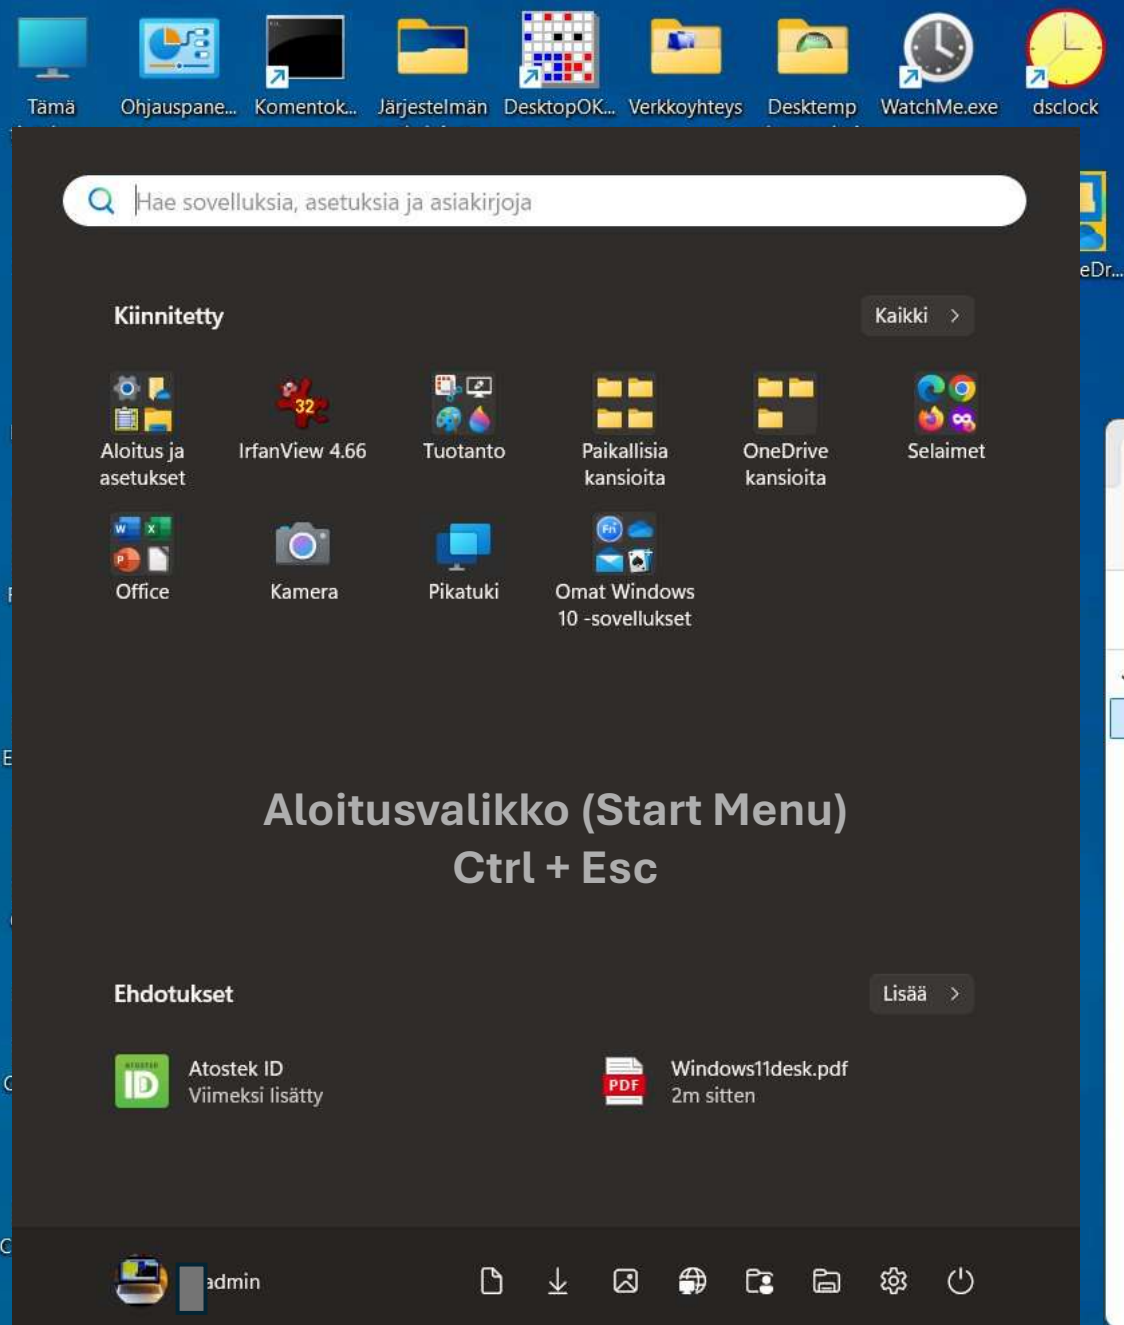 Tämä
Ohjauspane...
Komentok...
Järjestelmän
DesktopOK...
Verkkoyhteys
Desktemp
WatchMe.exe
dsclock
Hae sovelluksia, asetuksia ja asiakirjoja
eDr...
Kiinnitetty
Kaikki
Aloitus ja
asetukset
IrfanView 4.66
Tuotanto
Paikallisia
kansioita
OneDrive
kansioita
Selaimet
Office
Kamera
Pikatuki
Omat Windows
10 -sovellukset
Aloitusvalikko (Start Menu)
Ctrl + Esc
Ehdotukset
Lisää
Atostek ID
Viimeksi lisätty
PDF
Windows11desk.pdf
2m sitten
admin